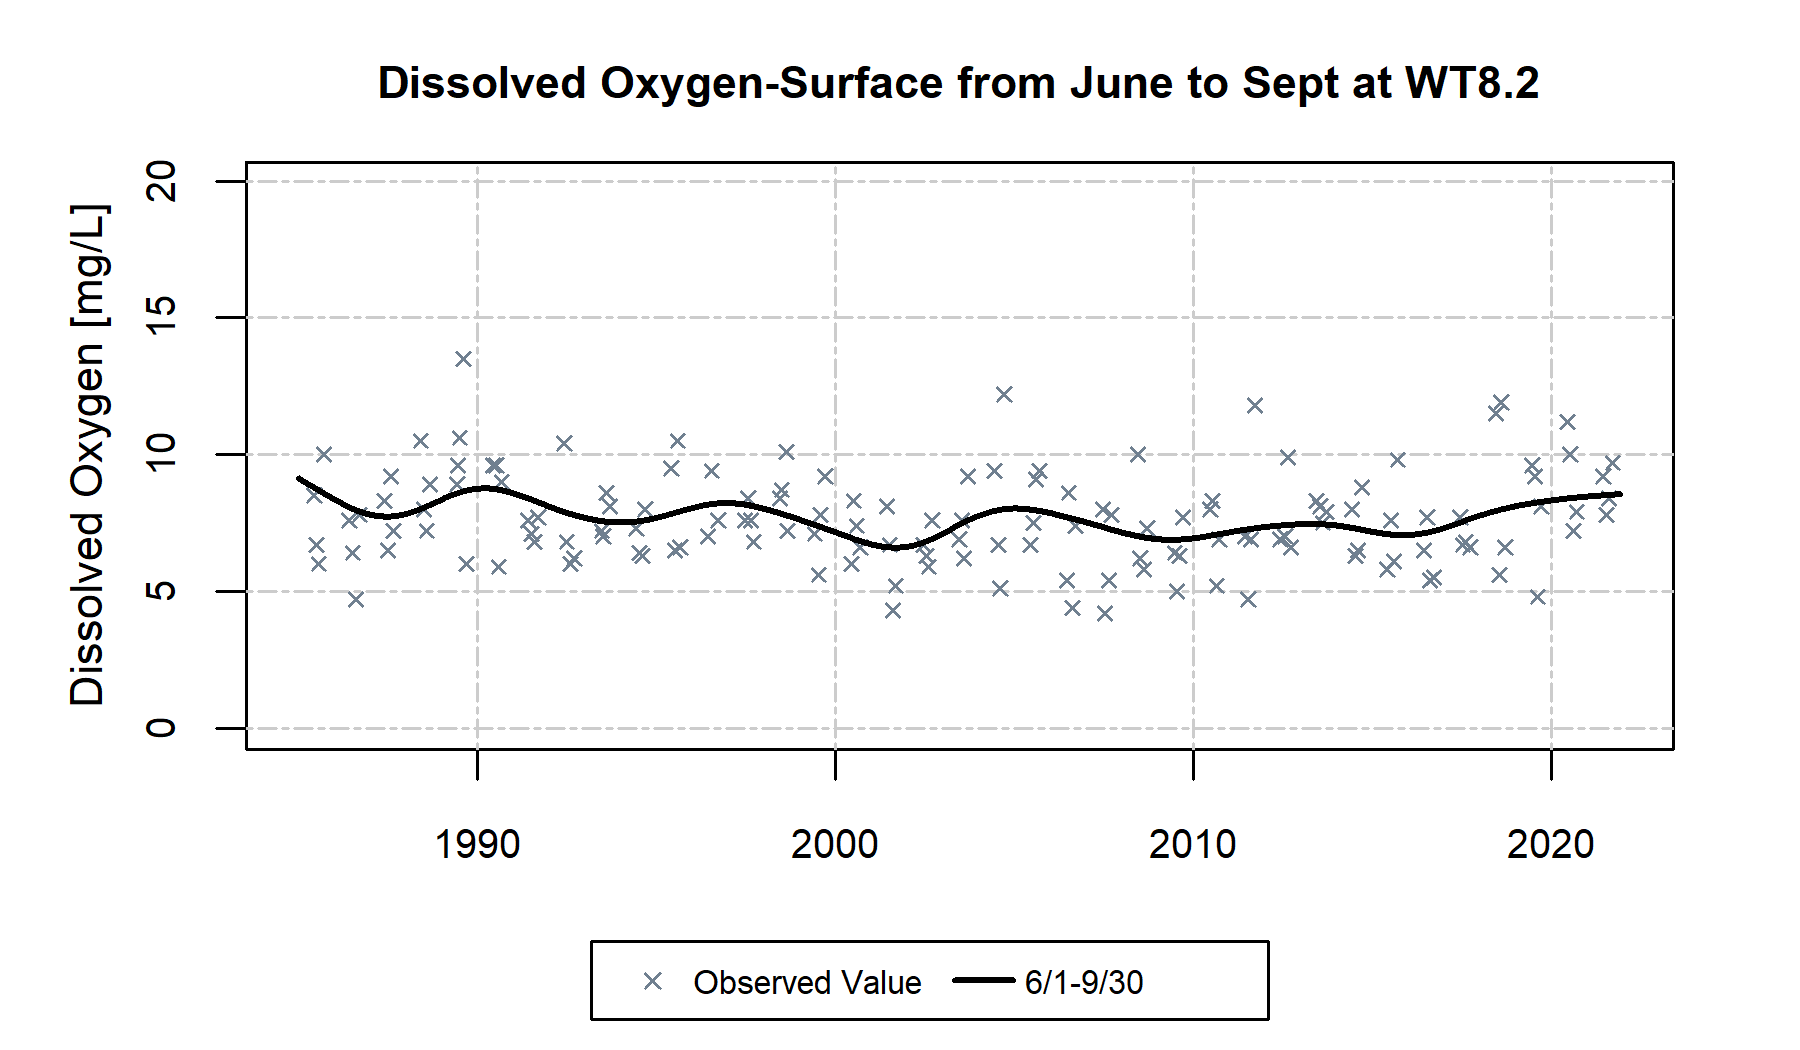 Dissolved Oxygen-Surface from June to Sept at WT8.2
Dissolved Oxygen [mg/L]
20
15
10
5
0
1990 2000 2010 2020
Observed Value 6/1-9/30